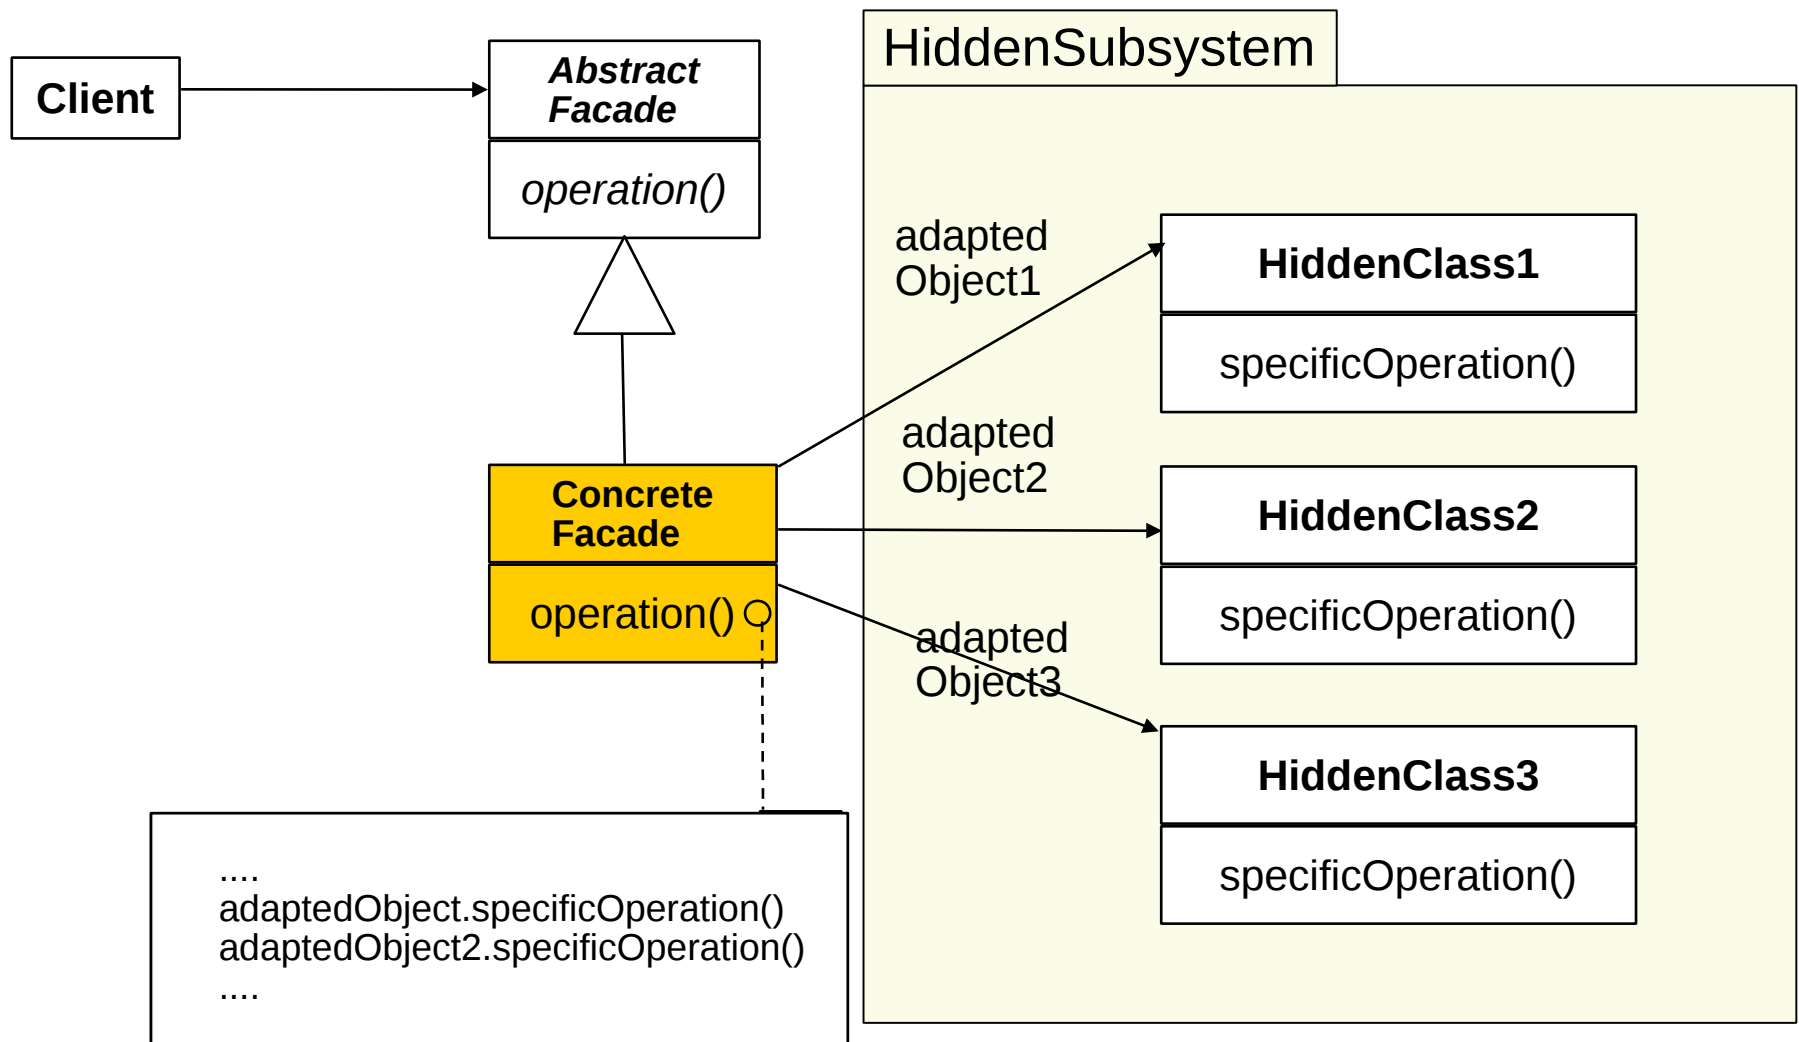 HiddenSubsystem
Client
Abstract
Facade
operation()
adapted
Object1
HiddenClass1
specificOperation()
adapted
Object2
Concrete
Facade
operation()
HiddenClass2
specificOperation()
adapted
Object3
HiddenClass3
specificOperation()
....
adaptedObject.specificOperation()
adaptedObject2.specificOperation()
....